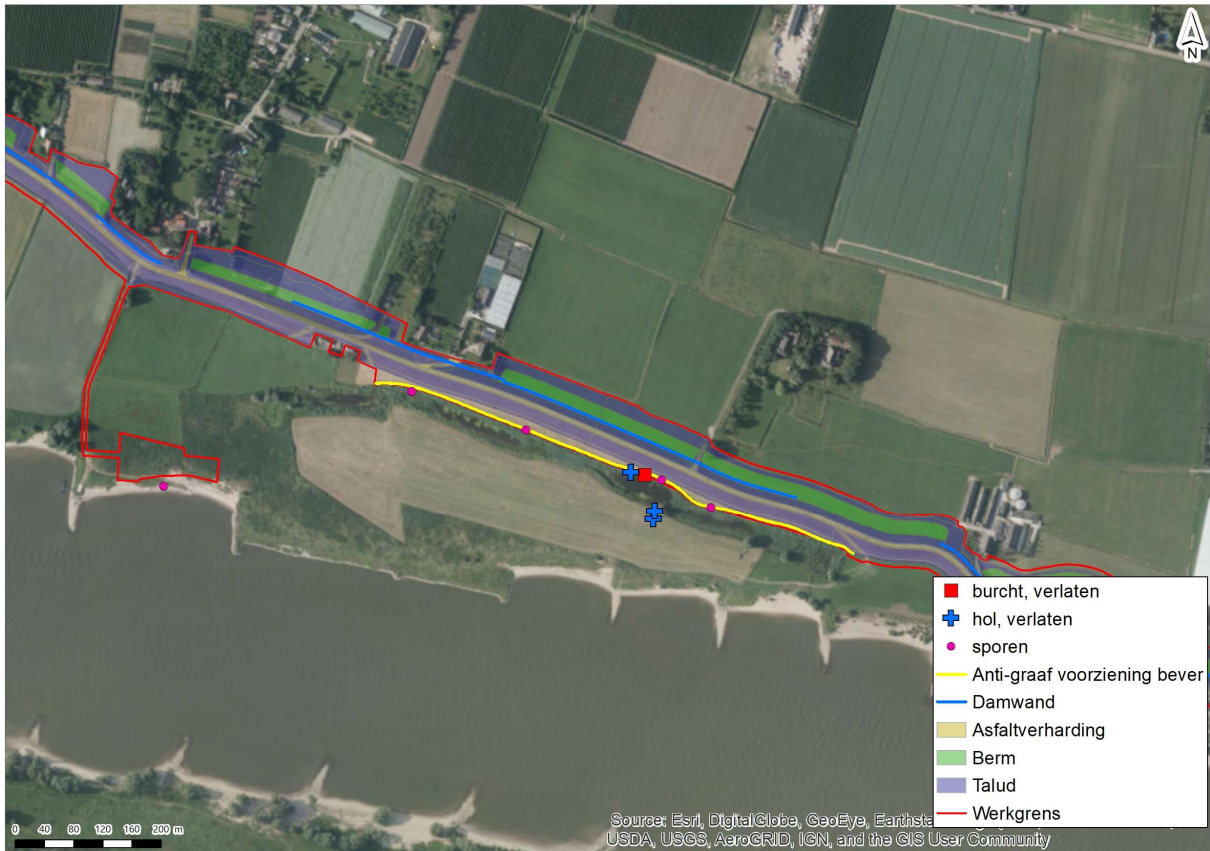 N
burcht, verlaten
hol, verlaten
sporen
Anti-graaf voorziening bever
Damwand
Asfaltverharding
Berm
Talud
Werkgrens
0 40 80 120 160 200 m
Source: Esri, DigitalGlobe, GeoEye,
USDA, USGS, AeroGRID, IGN, and the GIS User Community